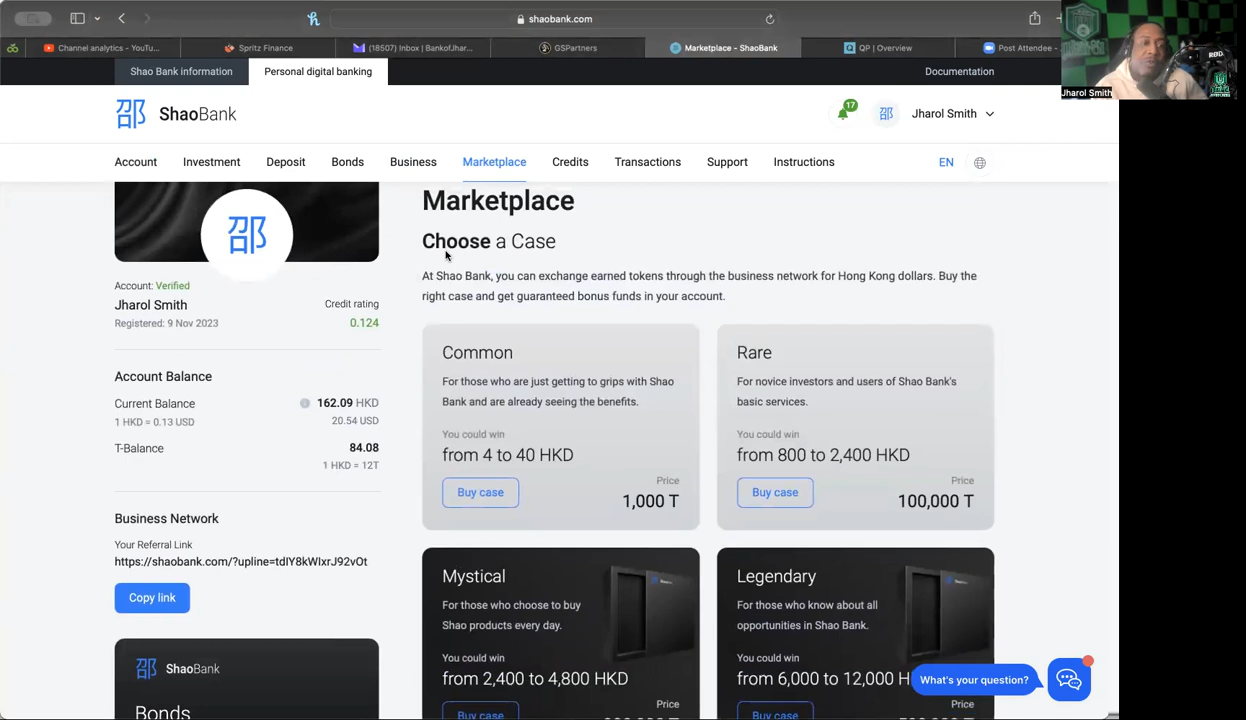 shaobank.com
Channel analytics - YouTu...
Spritz Finance
(18507) Inbox | BankofJhar...
GSPartners
Marketplace - ShaoBank
QP | Overview
Post Attendee -
Jharol Smith
Shao Bank information
Personal digital banking
Documentation
邵 ShaoBank
17
邵
Jharol Smith
Account
Investment
Deposit
Bonds
Business
Marketplace
Credits
Transactions
Support
Instructions
EN
邵
Account: Verified
Jharol Smith
Registered: 9 Nov 2023
Credit rating
0.124
Account Balance
Current Balance
162.09 HKD
1 HKD = 0.13 USD
20.54 USD
T-Balance
84.08
1 HKD = 12T
Business Network
Your Referral Link
https://shaobank.com/?upline=tdIY8kWIxrJ92vOt
Copy link
邵 ShaoBank
Bonds
Marketplace
Choose a Case
At Shao Bank, you can exchange earned tokens through the business network for Hong Kong dollars. Buy the
right case and get guaranteed bonus funds in your account.
Common
For those who are just getting to grips with Shao
Bank and are already seeing the benefits.
You could win
from 4 to 40 HKD
Buy case
Price
1,000 T
Rare
For novice investors and users of Shao Bank's
basic services.
You could win
from 800 to 2,400 HKD
Buy case
Price
100,000 T
Mystical
For those who choose to buy
Shao products every day.
You could win
from 2,400 to 4,800 HKD
Buy case
Price
Legendary
For those who know about all
opportunities in Shao Bank.
You could win
from 6,000 to 12,000 H
Buy case
Price
What's your question?